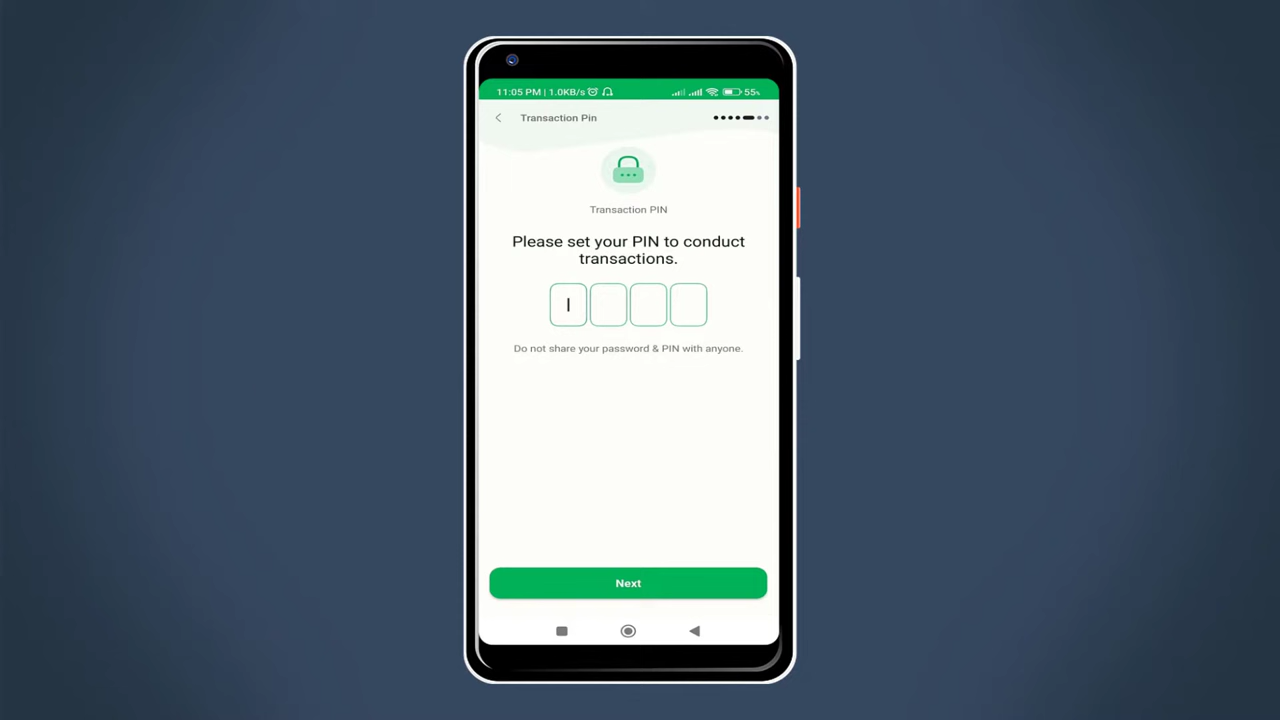 11:05 PM | 1.0KB/s 55%
Transaction Pin
Transaction PIN
Please set your PIN to conduct
transactions.
Do not share your password & PIN with anyone.
Next